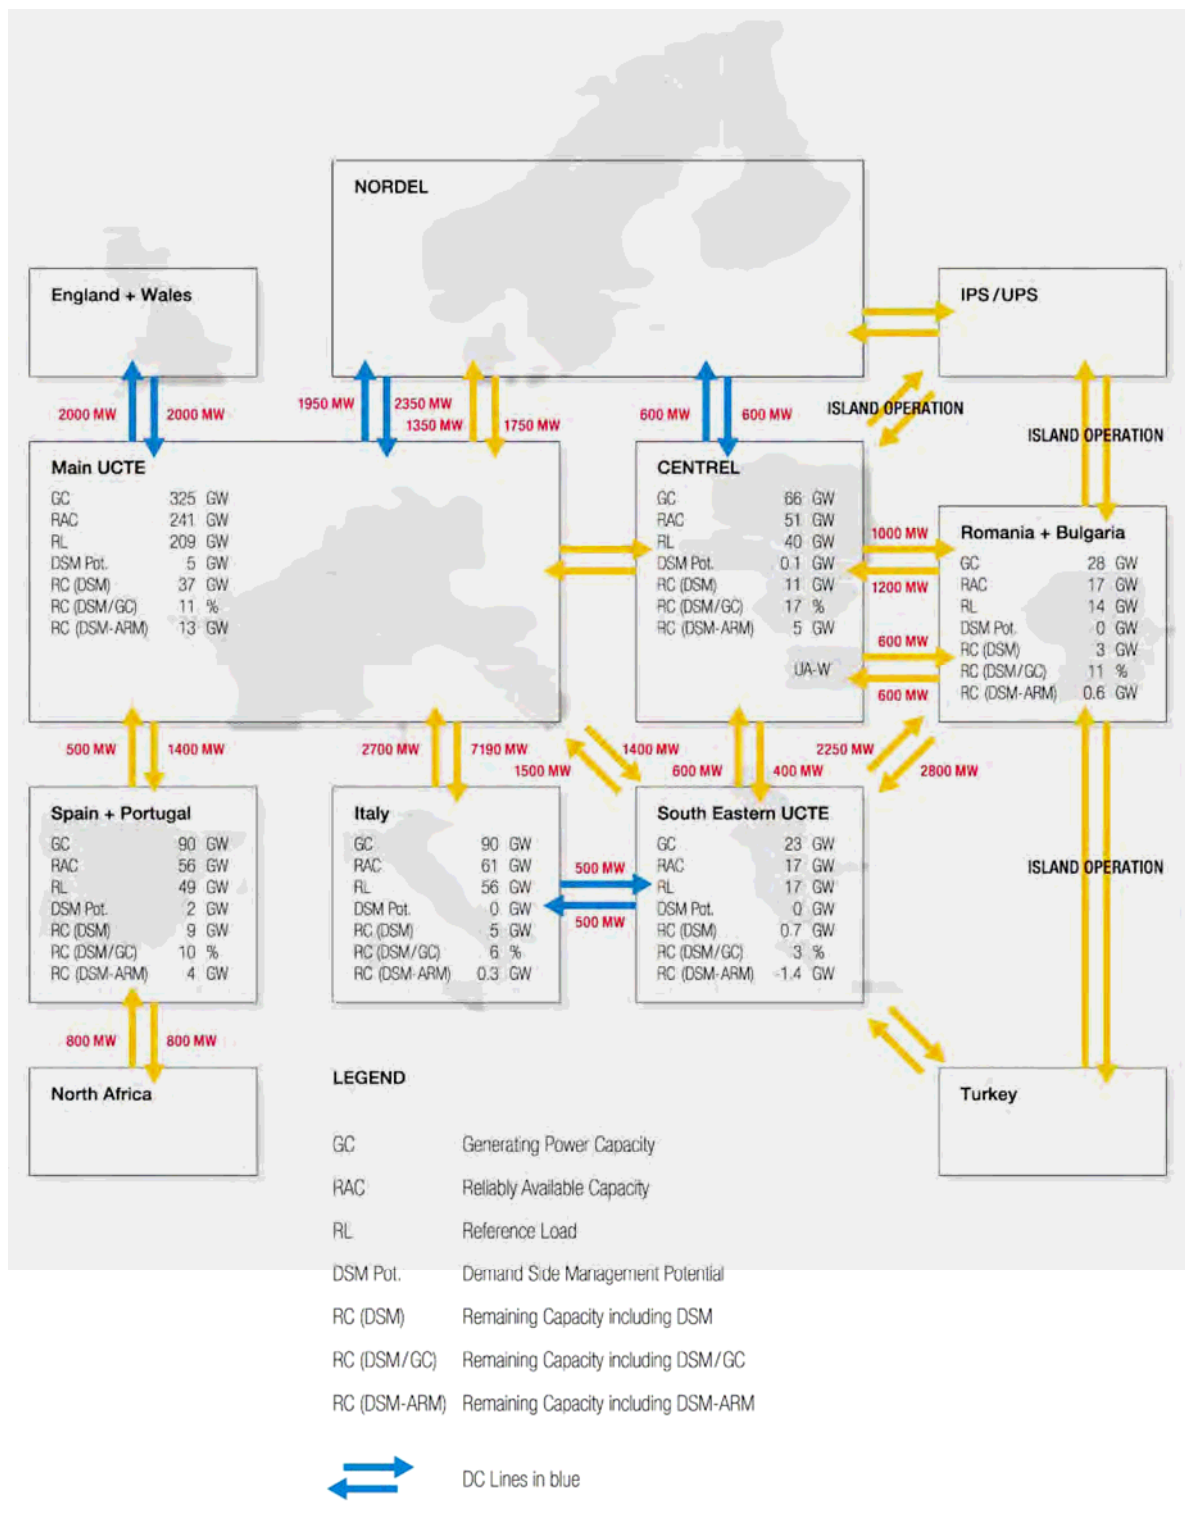 NORDEL
England + Wales
IPS/UPS
2000 MW
2000 MW
1950 MW
2350 MW
1350 MW
1750 MW
600 MW
600 MW
ISLAND OPERATION
ISLAND OPERATION
Main UCTE
GC 325 GW
RAC 241 GW
RL 209 GW
DSM Pot. 5 GW
RC (DSM) 37 GW
RC (DSM/GC) 11 %
RC (DSM-ARM) 13 GW
CENTREL
GC 66 GW
RAC 51 GW
RL 40 GW
DSM Pot. 0.1 GW
RC (DSM) 11 GW
RC (DSM/GC) 17 %
RC (DSM-ARM) 5 GW
UA-W
1000 MW
1200 MW
600 MW
600 MW
Romania + Bulgaria
GC 28 GW
RAC 17 GW
RL 14 GW
DSM Pot. 0 GW
RC (DSM) 3 GW
RC (DSM/GC) 11 %
RC (DSM-ARM) 0.6 GW
500 MW
1400 MW
2700 MW
7190 MW
1400 MW
1500 MW
600 MW
400 MW
2250 MW
2800 MW
Spain + Portugal
GC 90 GW
RAC 56 GW
RL 49 GW
DSM Pot. 2 GW
RC (DSM) 9 GW
RC (DSM/GC) 10 %
RC (DSM-ARM) 4 GW
Italy
GC 90 GW
RAC 61 GW
RL 56 GW
DSM Pot. 0 GW
RC (DSM) 5 GW
RC (DSM/GC) 6 %
RC (DSM-ARM) 0.3 GW
500 MW
500 MW
South Eastern UCTE
GC 23 GW
RAC 17 GW
RL 17 GW
DSM Pot. 0 GW
RC (DSM) 0.7 GW
RC (DSM/GC) 3 %
RC (DSM-ARM) -1.4 GW
ISLAND OPERATION
800 MW
800 MW
North Africa
Turkey
LEGEND
GC Generating Power Capacity
RAC Reliably Available Capacity
RL Reference Load
DSM Pot. Demand Side Management Potential
RC (DSM) Remaining Capacity including DSM
RC (DSM/GC) Remaining Capacity including DSM/GC
RC (DSM-ARM) Remaining Capacity including DSM-ARM
DC Lines in blue